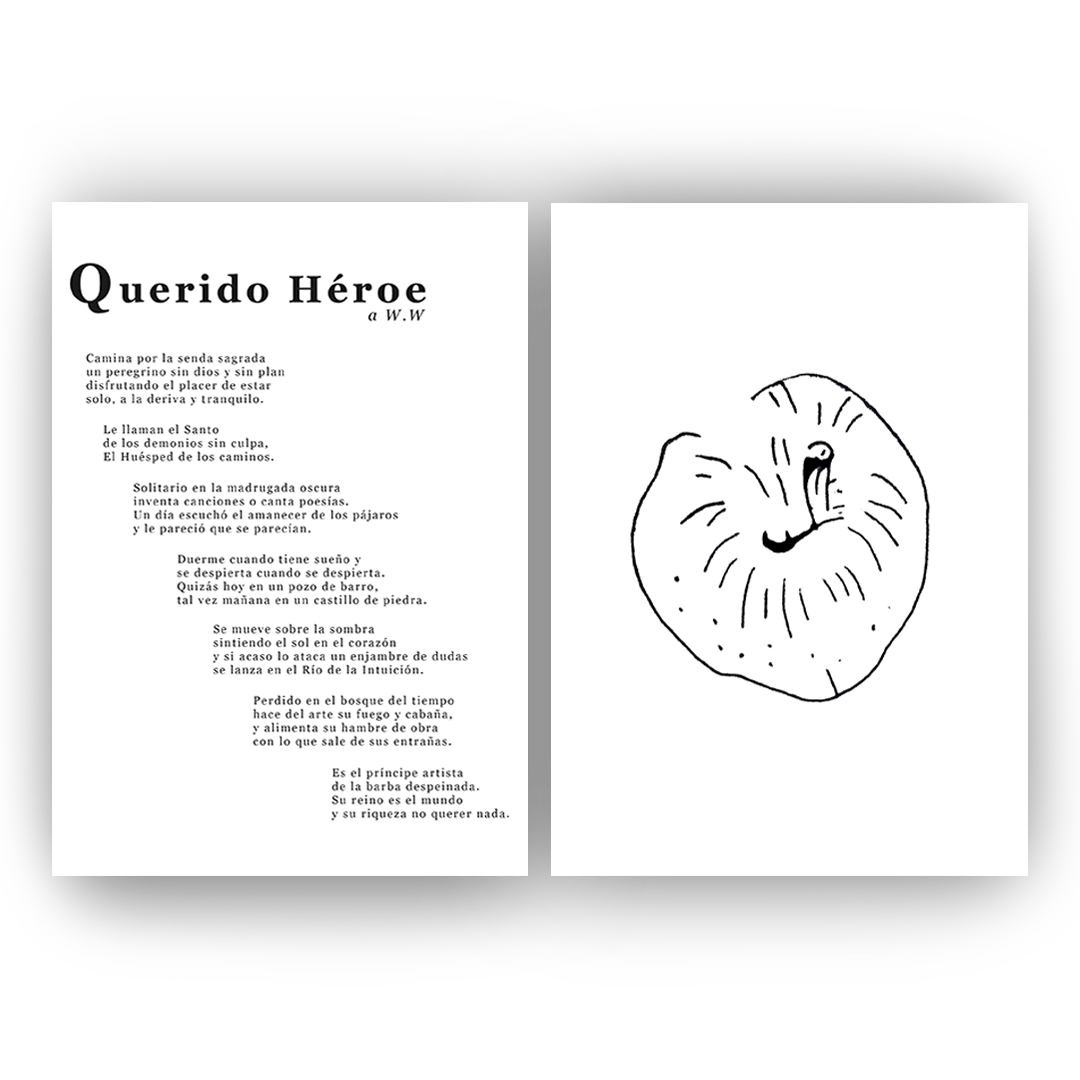 Querido Héroe
a W.W
Camina por la senda sagrada
un peregrino sin dios y sin plan
disfrutando el placer de estar
solo, a la deriva y tranquilo.
Le llaman el Santo
de los demonios sin culpa,
El Huésped de los caminos.
Solitario en la madrugada oscura
inventa canciones o canta poesías.
Un día escuchó el amanecer de los pájaros
y le pareció que se parecían.
Duerme cuando tiene sueño y
se despierta cuando se despierta.
Quizás hoy en un pozo de barro,
tal vez mañana en un castillo de piedra.
Se mueve sobre la sombra
sintiendo el sol en el corazón
y si acaso lo ataca un enjambre de dudas
se lanza en el Río de la Intuición.
Perdido en el bosque del tiempo
hace del arte su fuego y cabaña,
y alimenta su hambre de obra
con lo que sale de sus entrañas.
Es el príncipe artista
de la barba despeinada.
Su reino es el mundo
y su riqueza no querer nada.